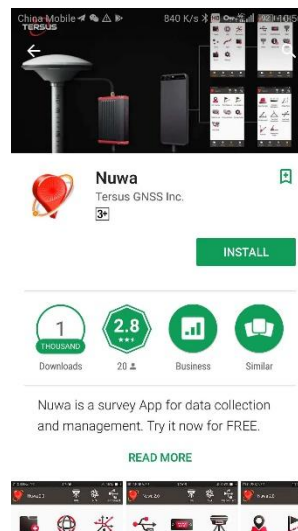 China Mobile
840 K/s
TERSUS
Nuwa
Tersus GNSS Inc.
3+
INSTALL
1
THOUSAND
2.8
Downloads
20
Business
Similar
Nuwa is a survey App for data collection
and management. Try it now for FREE.
READ MORE